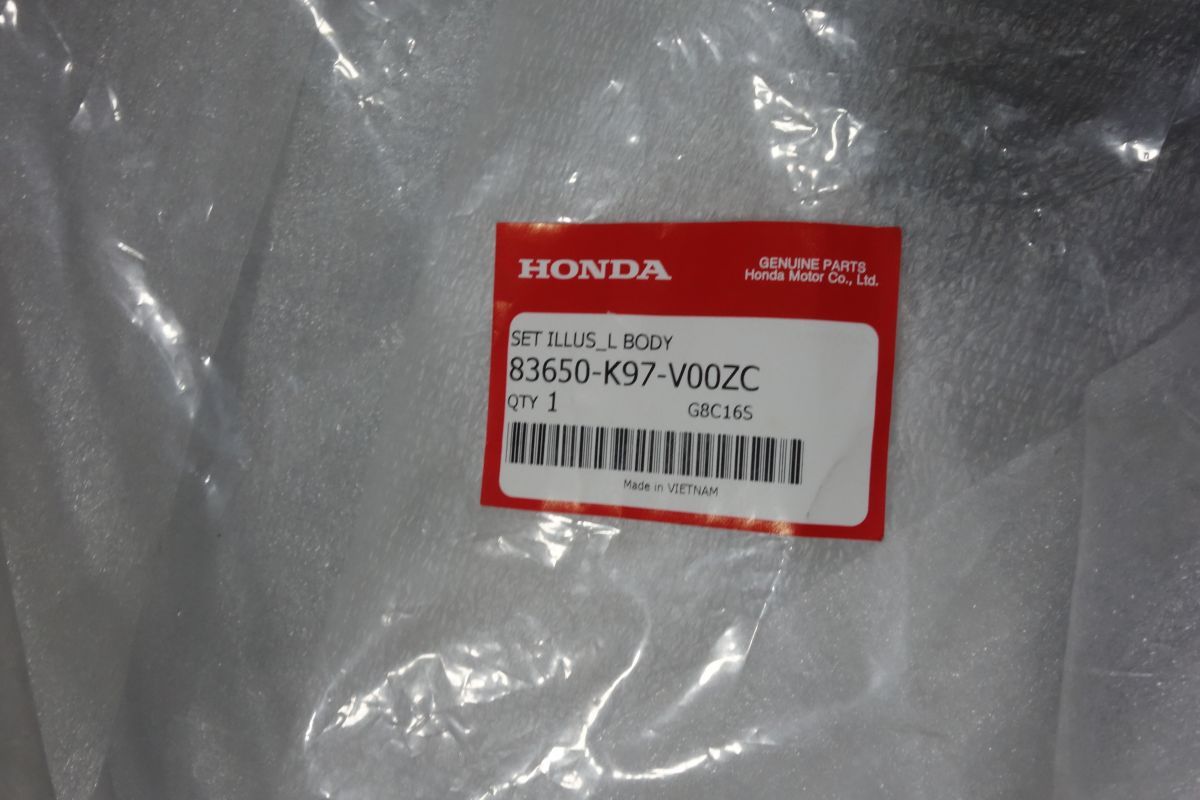 HONDA
GENUINE PARTS
Honda Motor Co., Ltd.
SET ILLUS_L BODY
83650-K97-V00ZC
QTY 1 G8C16S
Made in VIETNAM